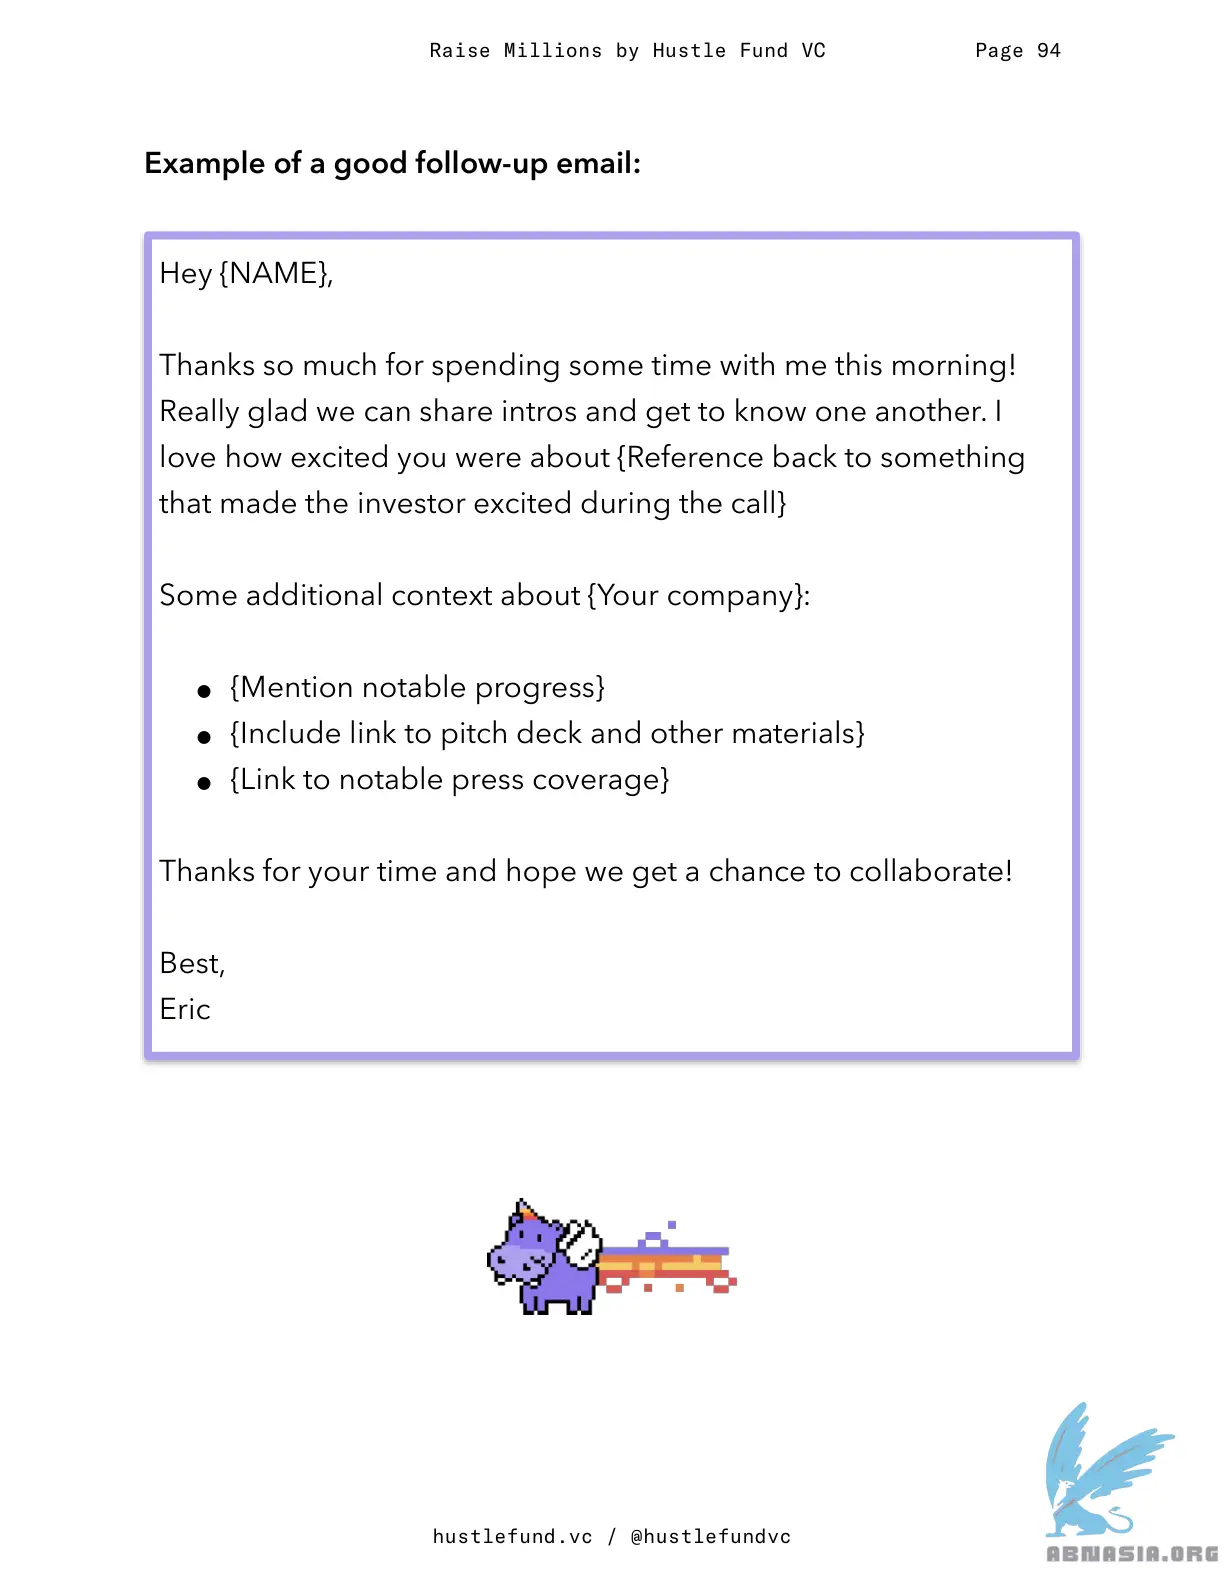 Raise Millions by Hustle Fund VC Page 94
Example of a good follow-up email:
Hey {NAME},
Thanks so much for spending some time with me this morning!
Really glad we can share intros and get to know one another. I
love how excited you were about {Reference back to something
that made the investor excited during the call}
Some additional context about {Your company}:
● {Mention notable progress}
● {Include link to pitch deck and other materials}
● {Link to notable press coverage}
Thanks for your time and hope we get a chance to collaborate!
Best,
Eric
hustlefund.vc / @hustlefundvc
ABNASIA.ORG